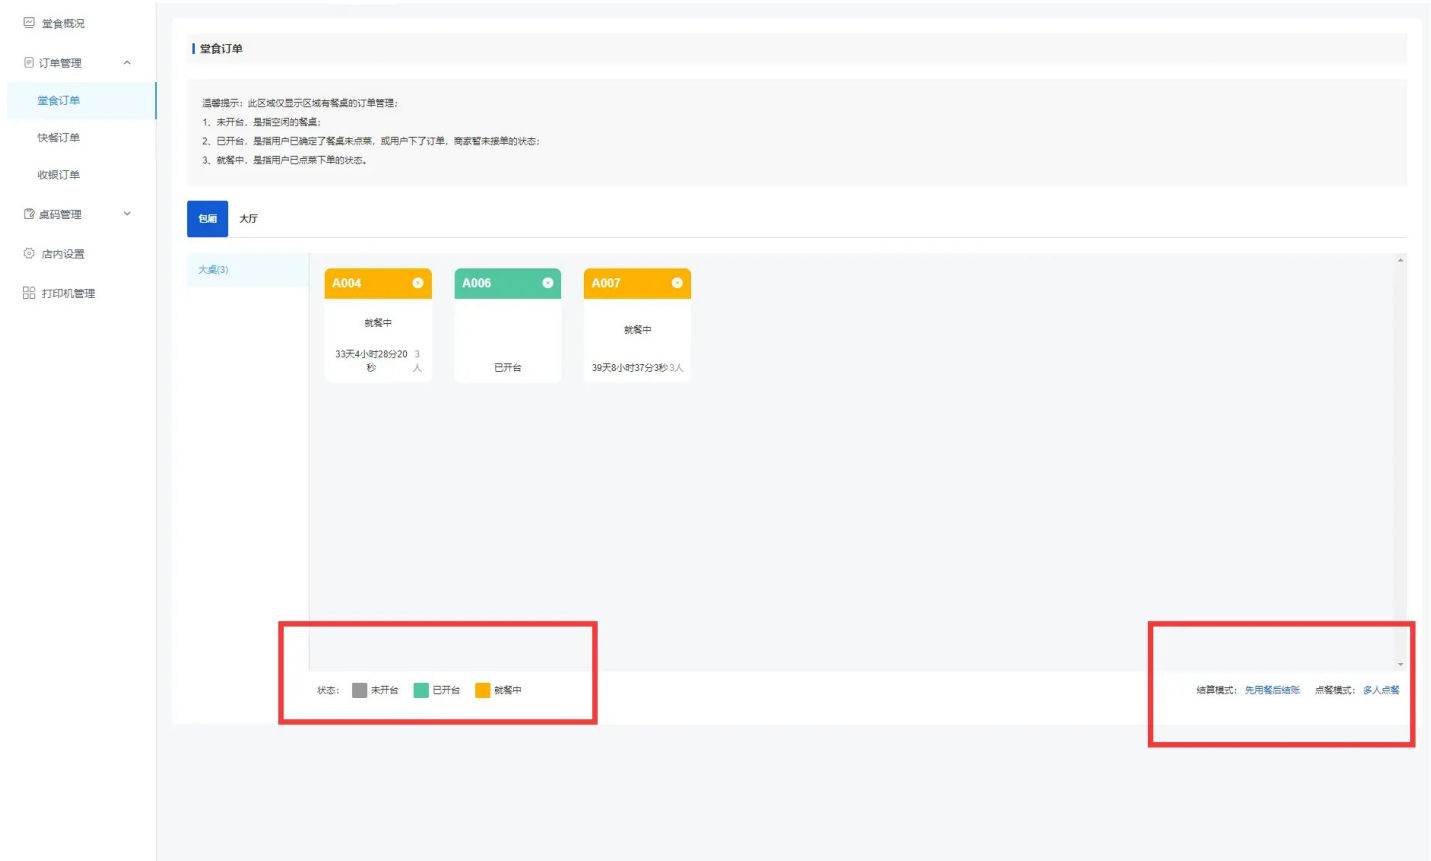 堂食概况
订单管理
堂食订单
快餐订单
收银订单
桌码管理
店内设置
打印机管理
堂食订单
温馨提示：此区域仅显示区域有餐桌的订单管理；
1、未开台，是指空闲的餐桌；
2、已开台，是指用户已确定了餐桌未点菜，或用户下了订单，商家暂未接单的状态；
3、就餐中，是指用户已点菜下单的状态。
包厢 大厅
大桌(3)
A004
就餐中
33天4小时28分20秒 3人
A006
已开台
A007
就餐中
39天8小时37分3秒 3人
状态： 未开台 已开台 就餐中
结算模式： 先用餐后结账 点餐模式： 多人点餐